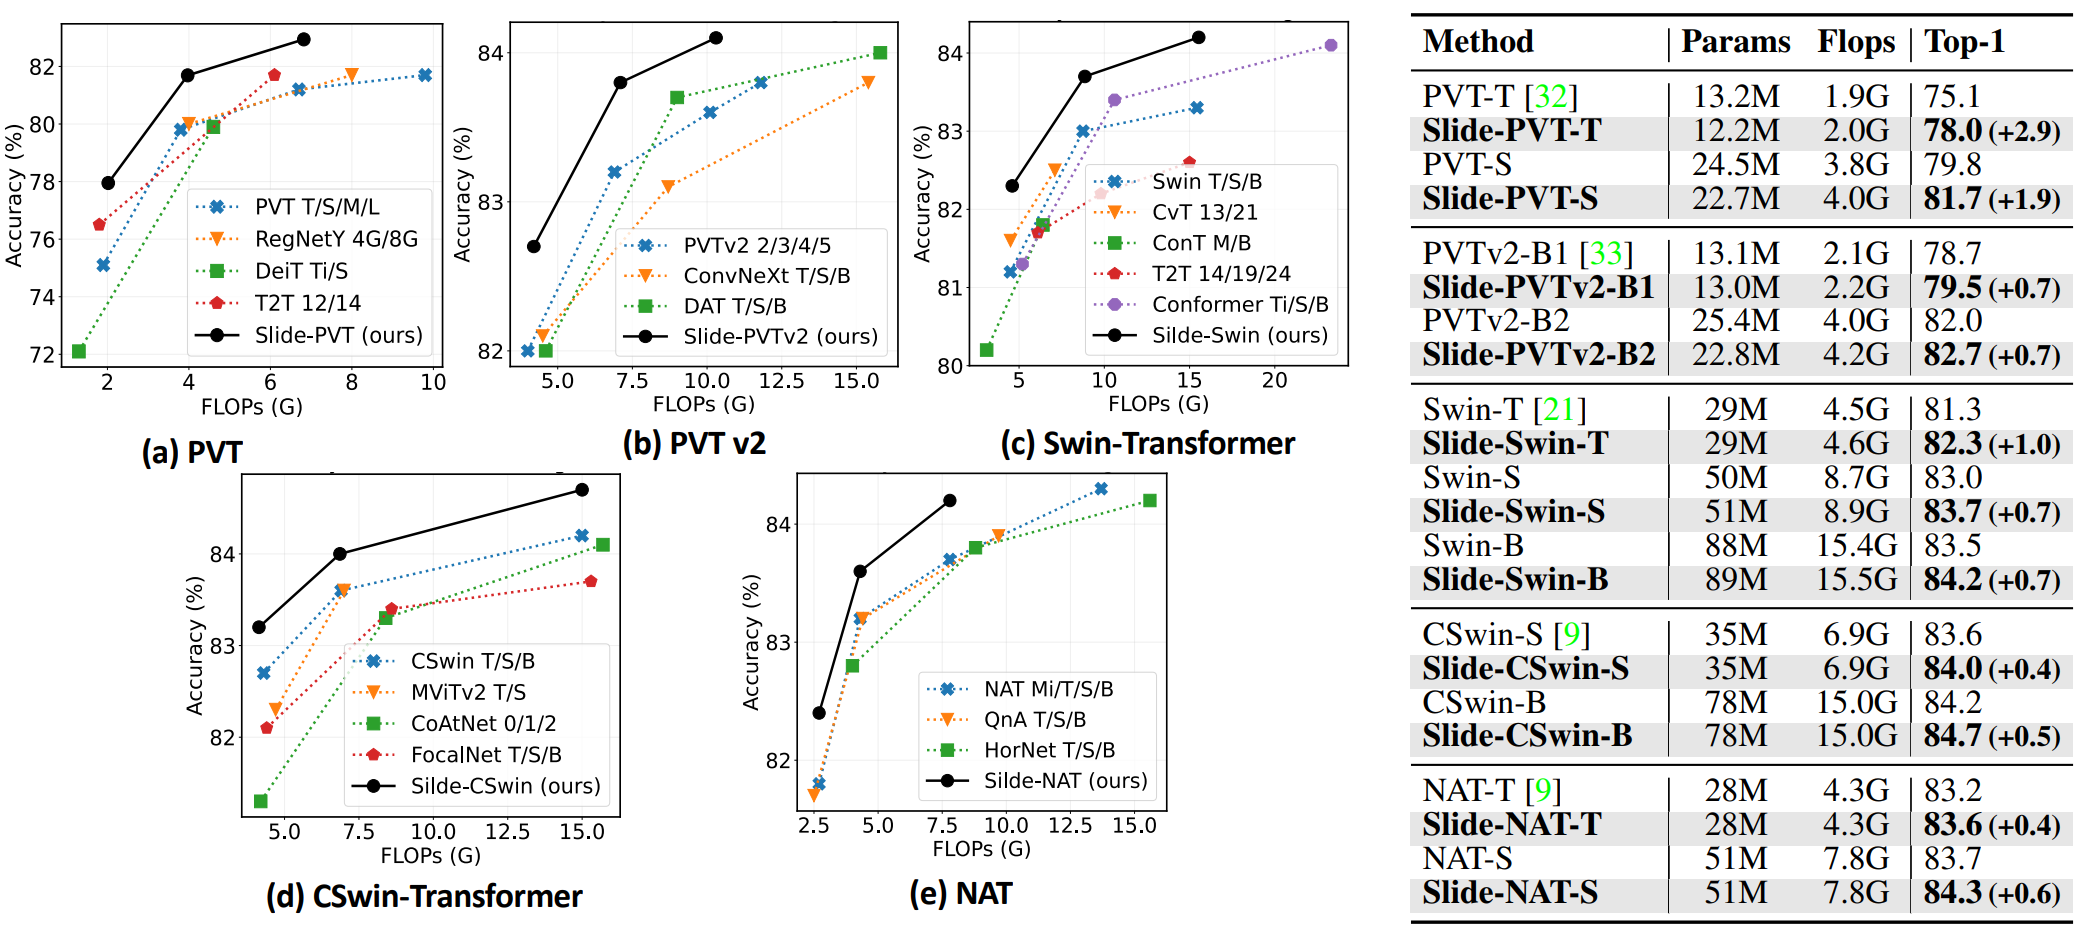 82
80
78
76
74
72
Accuracy (%)
PVT T/S/M/L
RegNetY 4G/8G
DeiT Ti/S
T2T 12/14
Slide-PVT (ours)
2 4 6 8 10
FLOPs (G)
(a) PVT
84
83
82
Accuracy (%)
PVTv2 2/3/4/5
ConvNeXt T/S/B
DAT T/S/B
Slide-PVTv2 (ours)
5.0 7.5 10.0 12.5 15.0
FLOPs (G)
(b) PVT v2
84
83
82
81
80
Accuracy (%)
Swin T/S/B
CvT 13/21
ConT M/B
T2T 14/19/24
Conformer Ti/S/B
Silde-Swin (ours)
5 10 15 20
FLOPs (G)
(c) Swin-Transformer
84
83
82
Accuracy (%)
CSwin T/S/B
MViTv2 T/S
CoAtNet 0/1/2
FocalNet T/S/B
Silde-CSwin (ours)
5.0 7.5 10.0 12.5 15.0
FLOPs (G)
(d) CSwin-Transformer
84
83
82
Accuracy (%)
NAT Mi/T/S/B
QnA T/S/B
HorNet T/S/B
Silde-NAT (ours)
2.5 5.0 7.5 10.0 12.5 15.0
FLOPs (G)
(e) NAT
Method Params Flops Top-1
PVT-T [32] 13.2M 1.9G 75.1
Slide-PVT-T 12.2M 2.0G 78.0 (+2.9)
PVT-S 24.5M 3.8G 79.8
Slide-PVT-S 22.7M 4.0G 81.7 (+1.9)
PVTv2-B1 [33] 13.1M 2.1G 78.7
Slide-PVTv2-B1 13.0M 2.2G 79.5 (+0.7)
PVTv2-B2 25.4M 4.0G 82.0
Slide-PVTv2-B2 22.8M 4.2G 82.7 (+0.7)
Swin-T [21] 29M 4.5G 81.3
Slide-Swin-T 29M 4.6G 82.3 (+1.0)
Swin-S 50M 8.7G 83.0
Slide-Swin-S 51M 8.9G 83.7 (+0.7)
Swin-B 88M 15.4G 83.5
Slide-Swin-B 89M 15.5G 84.2 (+0.7)
CSwin-S [9] 35M 6.9G 83.6
Slide-CSwin-S 35M 6.9G 84.0 (+0.4)
CSwin-B 78M 15.0G 84.2
Slide-CSwin-B 78M 15.0G 84.7 (+0.5)
NAT-T [9] 28M 4.3G 83.2
Slide-NAT-T 28M 4.3G 83.6 (+0.4)
NAT-S 51M 7.8G 83.7
Slide-NAT-S 51M 7.8G 84.3 (+0.6)